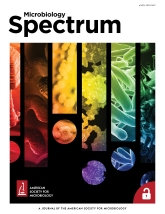 Microbiology
Spectrum
AMERICAN
SOCIETY FOR
MICROBIOLOGY
A JOURNAL OF THE AMERICAN SOCIETY FOR MICROBIOLOGY